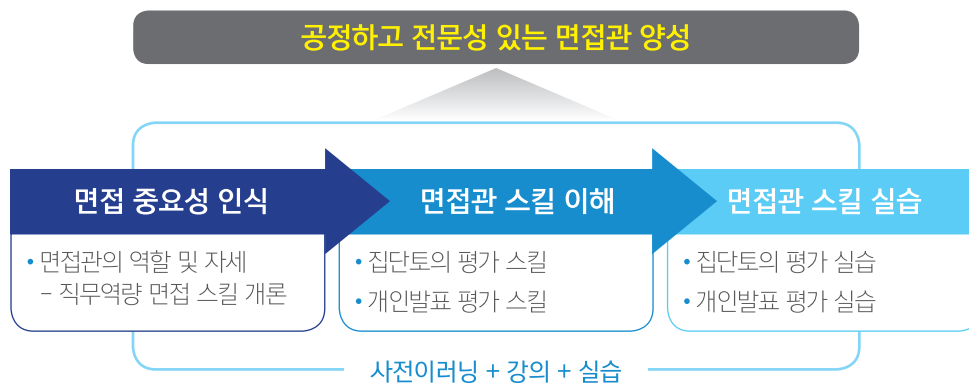 공정하고 전문성 있는 면접관 양성
면접 중요성 인식
• 면접관의 역할 및 자세
– 직무역량 면접 스킬 개론
면접관 스킬 이해
• 집단토의 평가 스킬
• 개인발표 평가 스킬
면접관 스킬 실습
• 집단토의 평가 실습
• 개인발표 평가 실습
사전이러닝 + 강의 + 실습